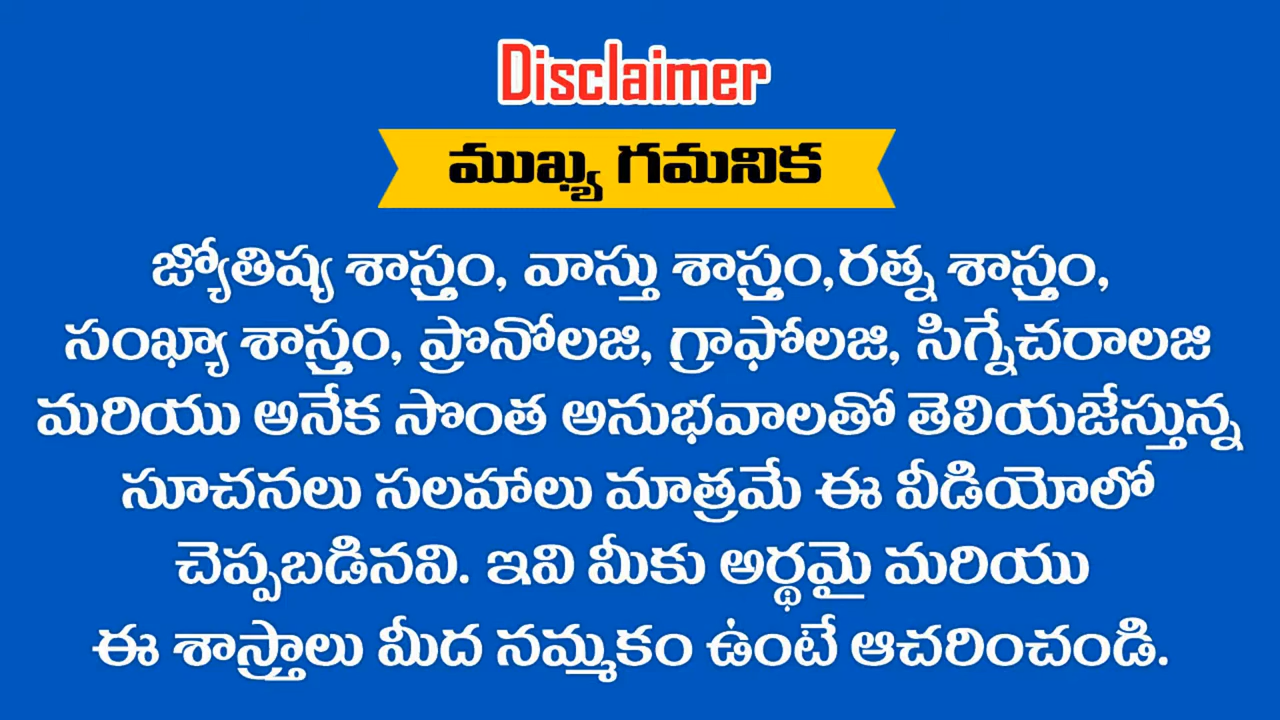 Disclaimer
ముఖ్య గమనిక
జ్యోతిష్య శాస్త్రం, వాస్తు శాస్త్రం,రత్న శాస్త్రం,
సంఖ్యా శాస్త్రం, ప్రొనోలజి, గ్రాఫోలజి, సిగ్నేచరాలజి
మరియు అనేక సొంత అనుభవాలతో తెలియజేస్తున్న
సూచనలు సలహాలు మాత్రమే ఈ వీడియోలో
చెప్పబడినవి. ఇవి మీకు అర్థమై మరియు
ఈ శాస్త్రాలు మీద నమ్మకం ఉంటే ఆచరించండి.